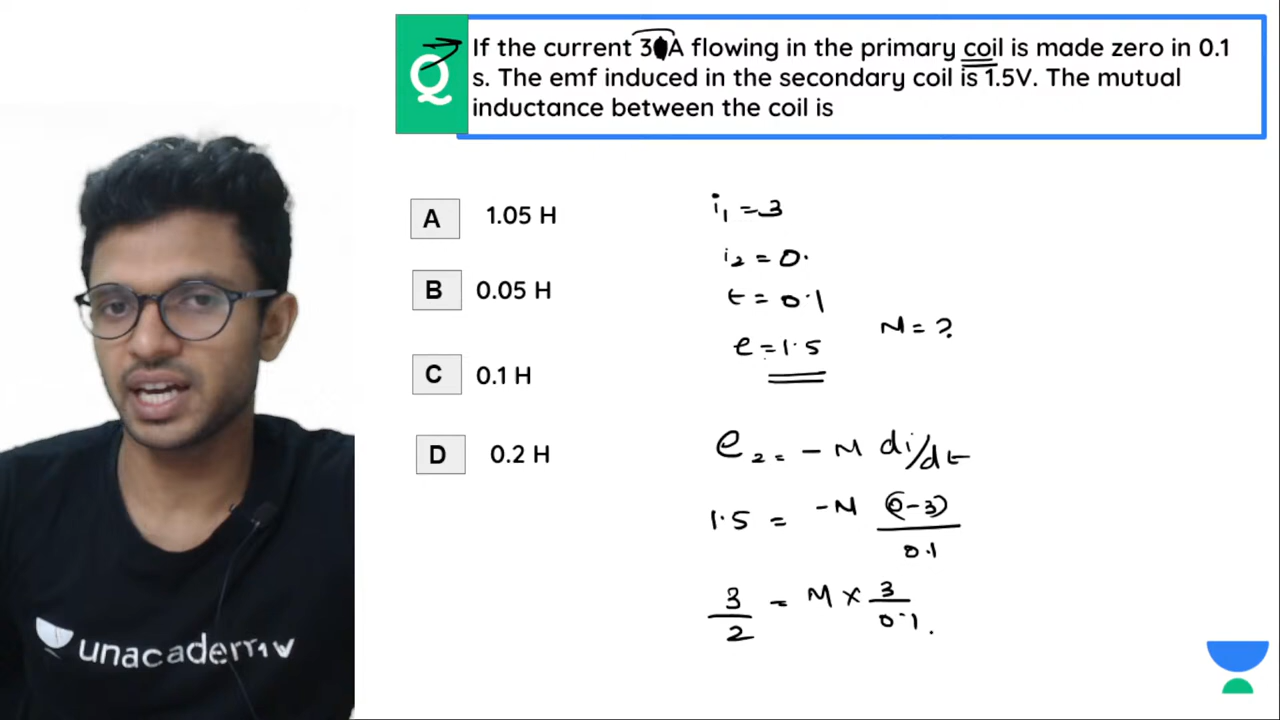 Q
If the current 3 A flowing in the primary coil is made zero in 0.1
s. The emf induced in the secondary coil is 1.5V. The mutual
inductance between the coil is
A 1.05 H
B 0.05 H
C 0.1 H
D 0.2 H
i₁ = 3
i₂ = 0.
t = 0.1
e = 1.5
M = ?
e₂ = - M di/dt
1.5 = -M (0-3)/0.1
3/2 = M × 3/0.1.
unacademy